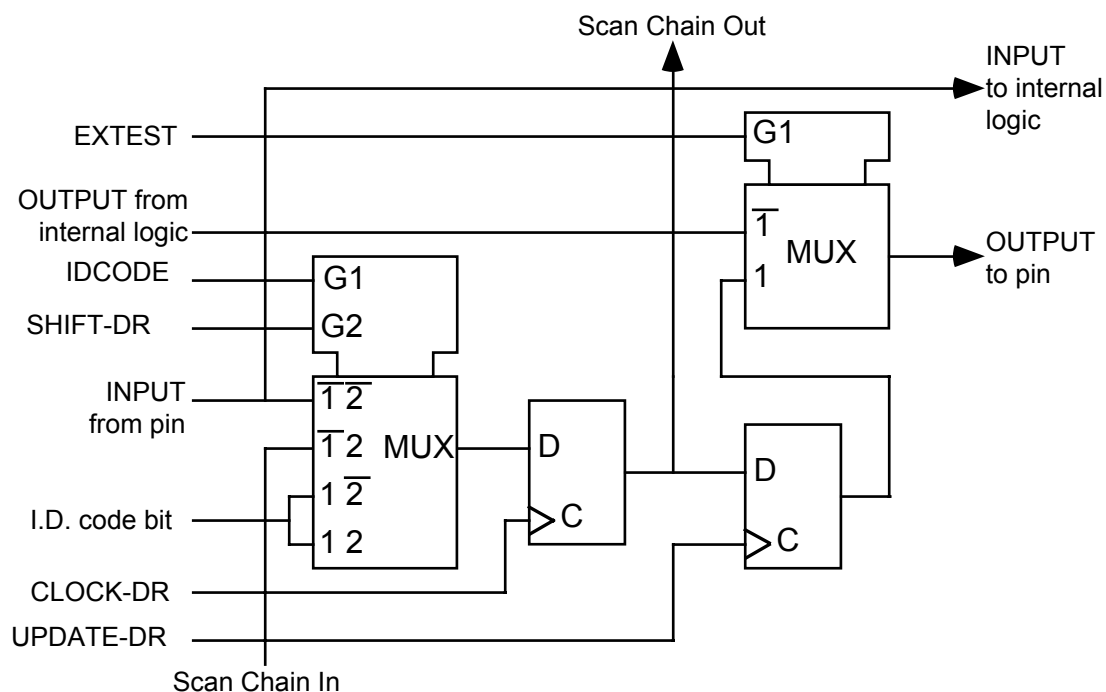 Scan Chain Out
INPUT
to internal
logic
EXTEST
G1
OUTPUT from
internal logic
1̅
MUX
1
OUTPUT
to pin
IDCODE
G1
SHIFT-DR
G2
INPUT
from pin
1̅ 2̅
1̅ 2
MUX
1 2̅
1 2
D
C
D
C
I.D. code bit
CLOCK-DR
UPDATE-DR
Scan Chain In